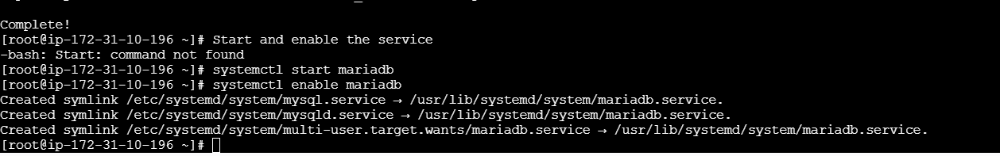 Complete!
[root@ip-172-31-10-196 ~]# Start and enable the service
-bash: Start: command not found
[root@ip-172-31-10-196 ~]# systemctl start mariadb
[root@ip-172-31-10-196 ~]# systemctl enable mariadb
Created symlink /etc/systemd/system/mysql.service → /usr/lib/systemd/system/mariadb.service.
Created symlink /etc/systemd/system/mysqld.service → /usr/lib/systemd/system/mariadb.service.
Created symlink /etc/systemd/system/multi-user.target.wants/mariadb.service → /usr/lib/systemd/system/mariadb.service.
[root@ip-172-31-10-196 ~]#